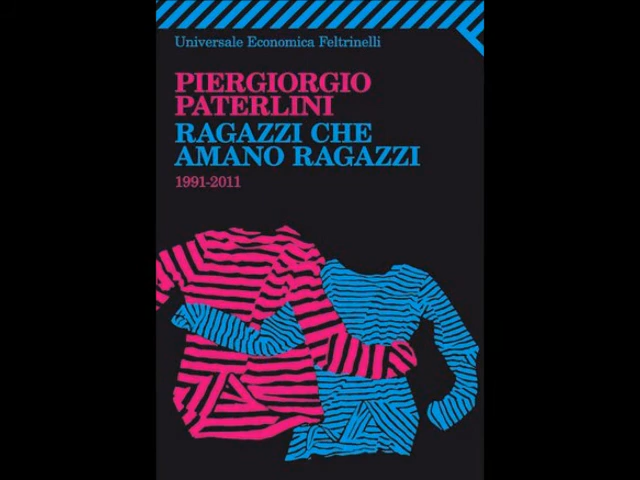 Universale Economica Feltrinelli
PIERGIORGIO
PATERLINI
RAGAZZI CHE
AMANO RAGAZZI
1991-2011